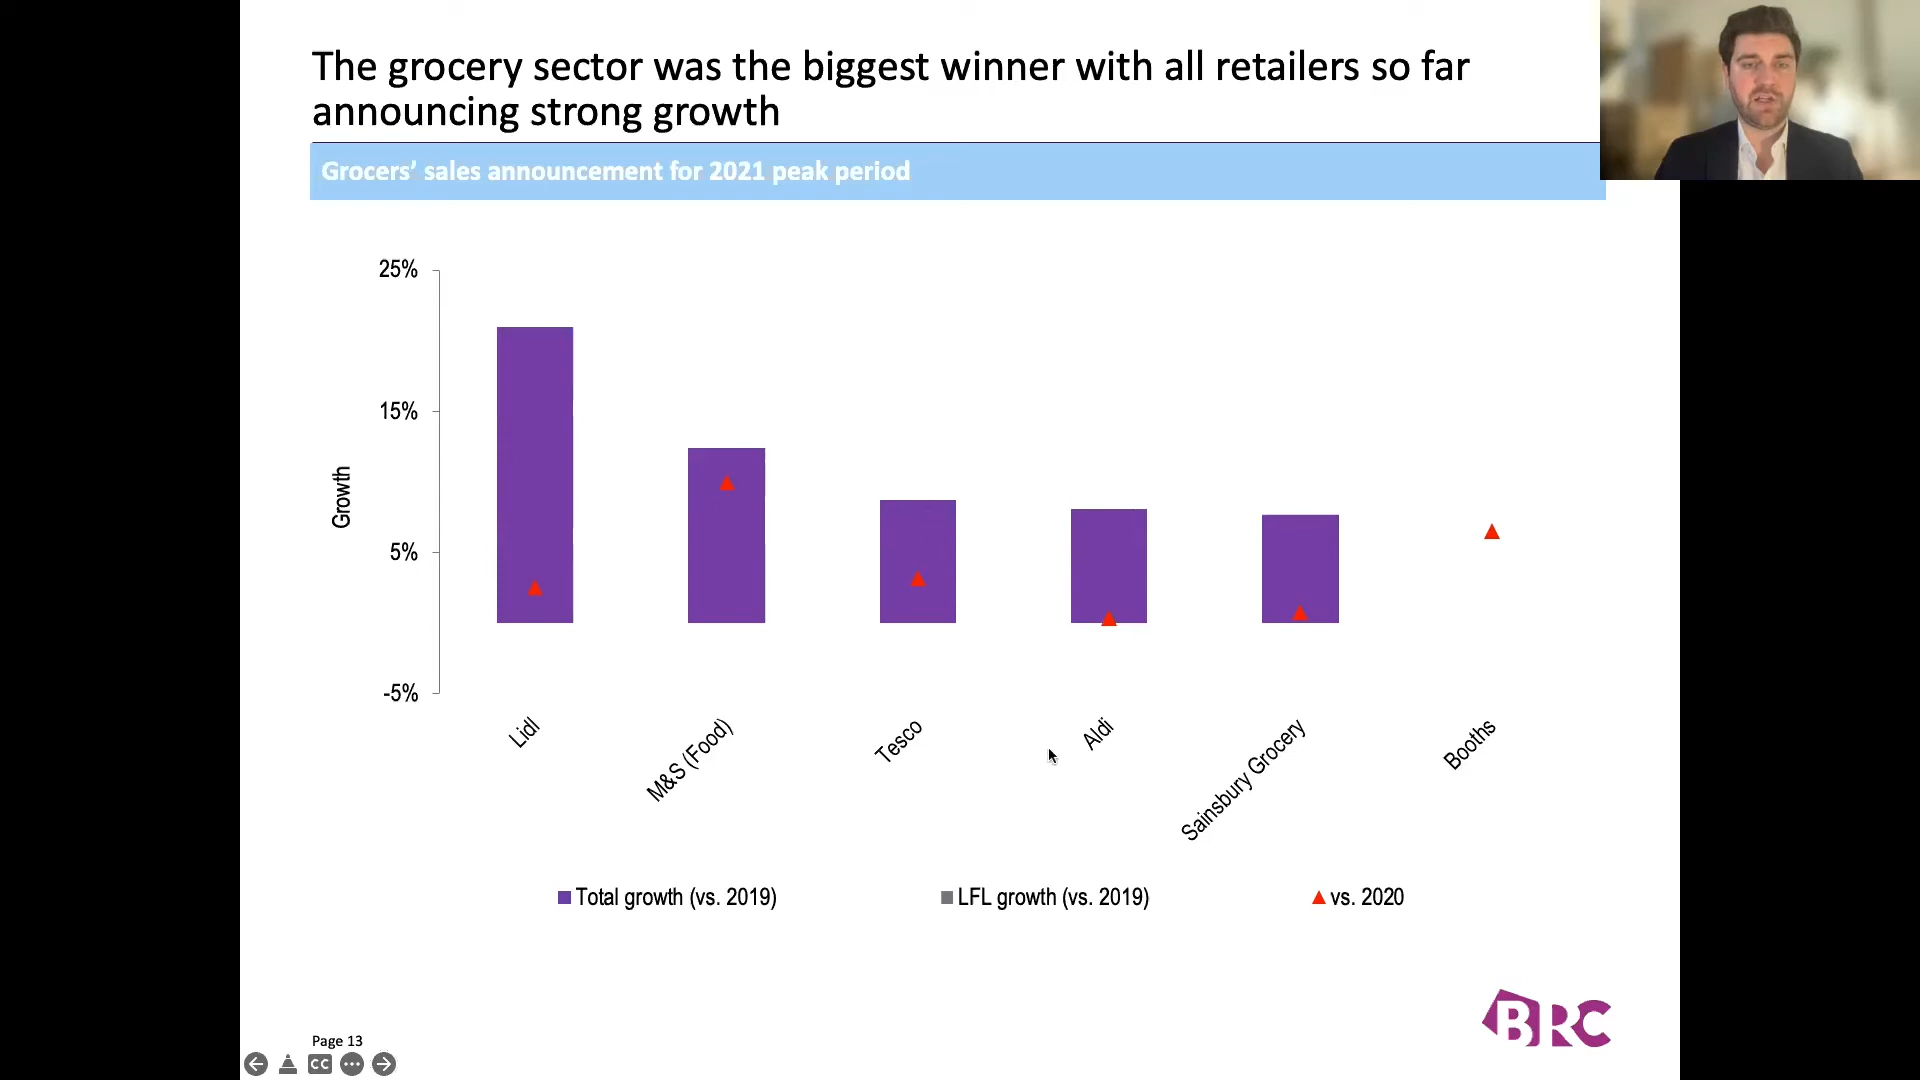 The grocery sector was the biggest winner with all retailers so far
announcing strong growth
Grocers’ sales announcement for 2021 peak period
25%
15%
5%
-5%
Growth
Lidl
M&S (Food)
Tesco
Aldi
Sainsbury Grocery
Booths
Total growth (vs. 2019)
LFL growth (vs. 2019)
vs. 2020
BRC
Page 13
CC